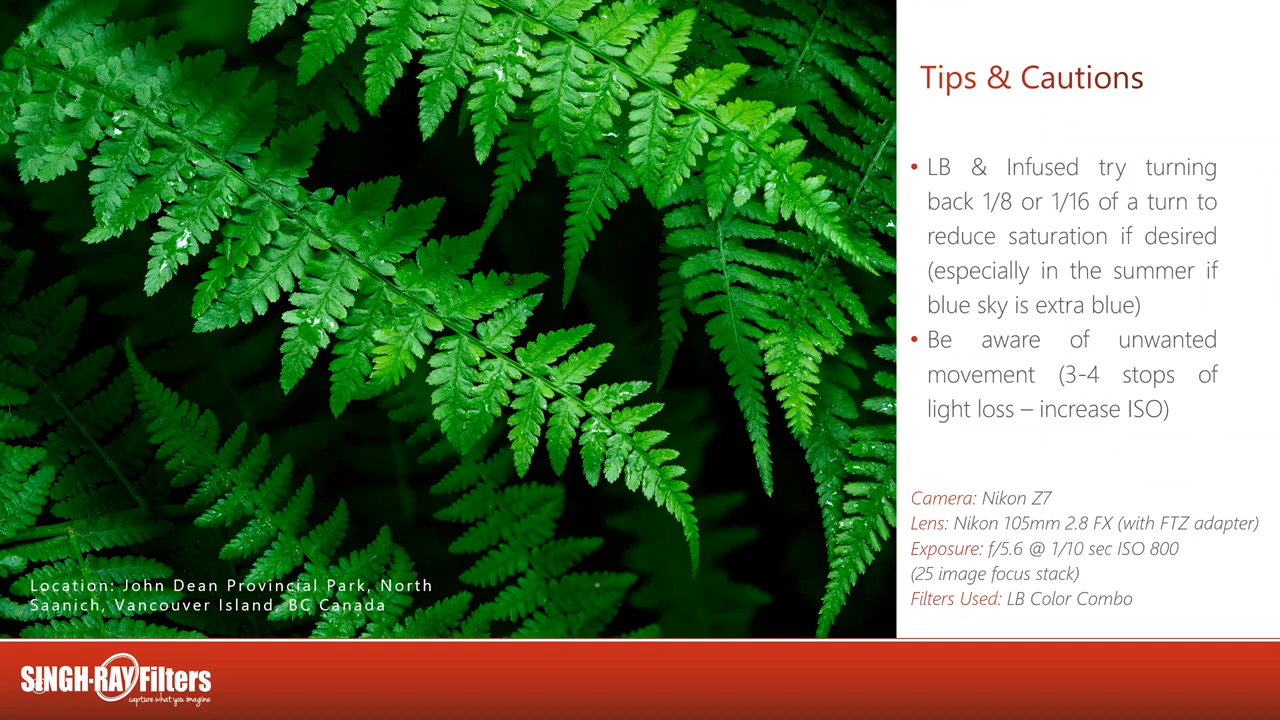 Tips & Cautions
• LB & Infused try turning
back 1/8 or 1/16 of a turn to
reduce saturation if desired
(especially in the summer if
blue sky is extra blue)
• Be aware of unwanted
movement (3-4 stops of
light loss – increase ISO)
Camera: Nikon Z7
Lens: Nikon 105mm 2.8 FX (with FTZ adapter)
Exposure: f/5.6 @ 1/10 sec ISO 800
(25 image focus stack)
Filters Used: LB Color Combo
Location: John Dean Provincial Park, North
Saanich, Vancouver Island, BC Canada
SINGH-RAY Filters
capture what you imagine